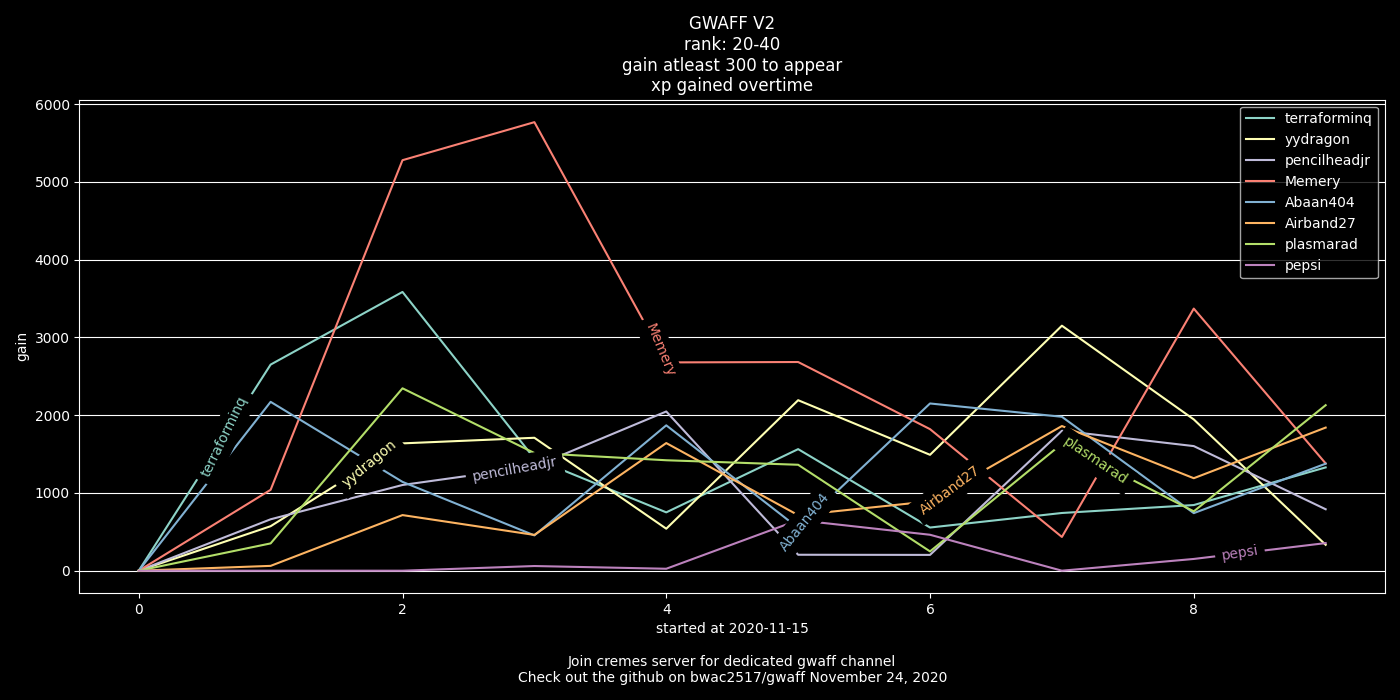 GWAFF V2
rank: 20-40
gain atleast 300 to appear
xp gained overtime
6000
5000
4000
3000
2000
1000
0
gain
terraforminq
yydragon
pencilheadjr
Memery
Abaan404
Airband27
plasmarad
pepsi
terraforminq
yydragon
pencilheadjr
Memery
Abaan404
Airband27
plasmarad
pepsi
0
2
4
6
8
started at 2020-11-15
Join cremes server for dedicated gwaff channel
Check out the github on bwac2517/gwaff November 24, 2020